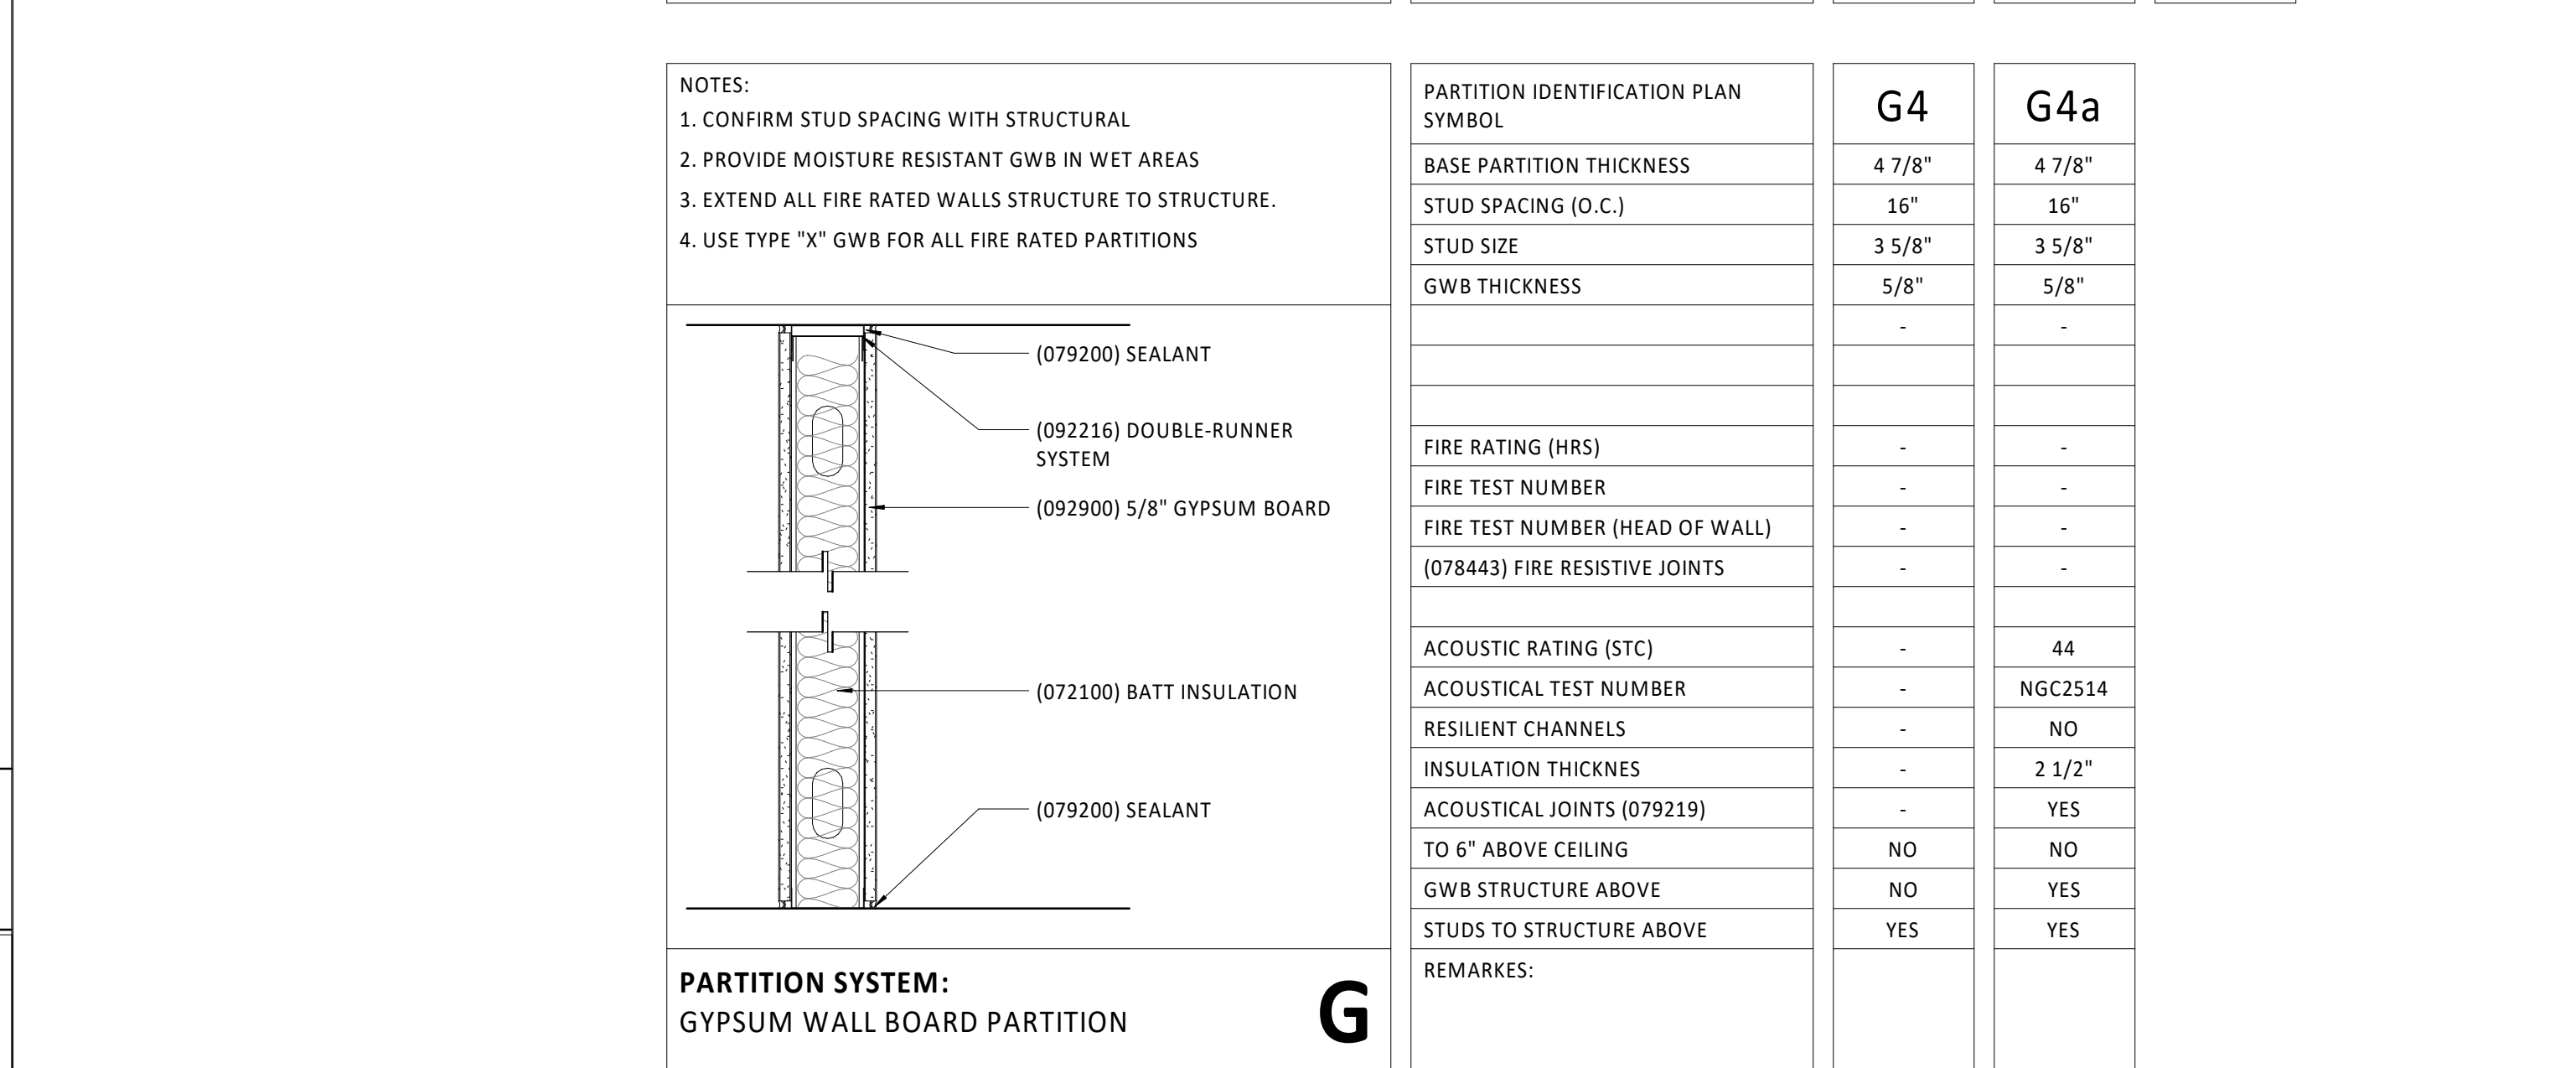 NOTES:
1. CONFIRM STUD SPACING WITH STRUCTURAL
2. PROVIDE MOISTURE RESISTANT GWB IN WET AREAS
3. EXTEND ALL FIRE RATED WALLS STRUCTURE TO STRUCTURE.
4. USE TYPE "X" GWB FOR ALL FIRE RATED PARTITIONS
(079200) SEALANT
(092216) DOUBLE-RUNNER
SYSTEM
(092900) 5/8" GYPSUM BOARD
(072100) BATT INSULATION
(079200) SEALANT
PARTITION SYSTEM:
GYPSUM WALL BOARD PARTITION
G
PARTITION IDENTIFICATION PLAN
SYMBOL
G4 G4a
BASE PARTITION THICKNESS 4 7/8" 4 7/8"
STUD SPACING (O.C.) 16" 16"
STUD SIZE 3 5/8" 3 5/8"
GWB THICKNESS 5/8" 5/8"
- -
FIRE RATING (HRS) - -
FIRE TEST NUMBER - -
FIRE TEST NUMBER (HEAD OF WALL) - -
(078443) FIRE RESISTIVE JOINTS - -
ACOUSTIC RATING (STC) - 44
ACOUSTICAL TEST NUMBER - NGC2514
RESILIENT CHANNELS - NO
INSULATION THICKNES - 2 1/2"
ACOUSTICAL JOINTS (079219) - YES
TO 6" ABOVE CEILING NO NO
GWB STRUCTURE ABOVE NO YES
STUDS TO STRUCTURE ABOVE YES YES
REMARKES: